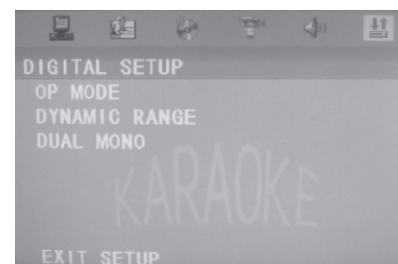 DIGITAL SETUP
OP MODE
DYNAMIC RANGE
DUAL MONO
KARAOKE
EXIT SETUP